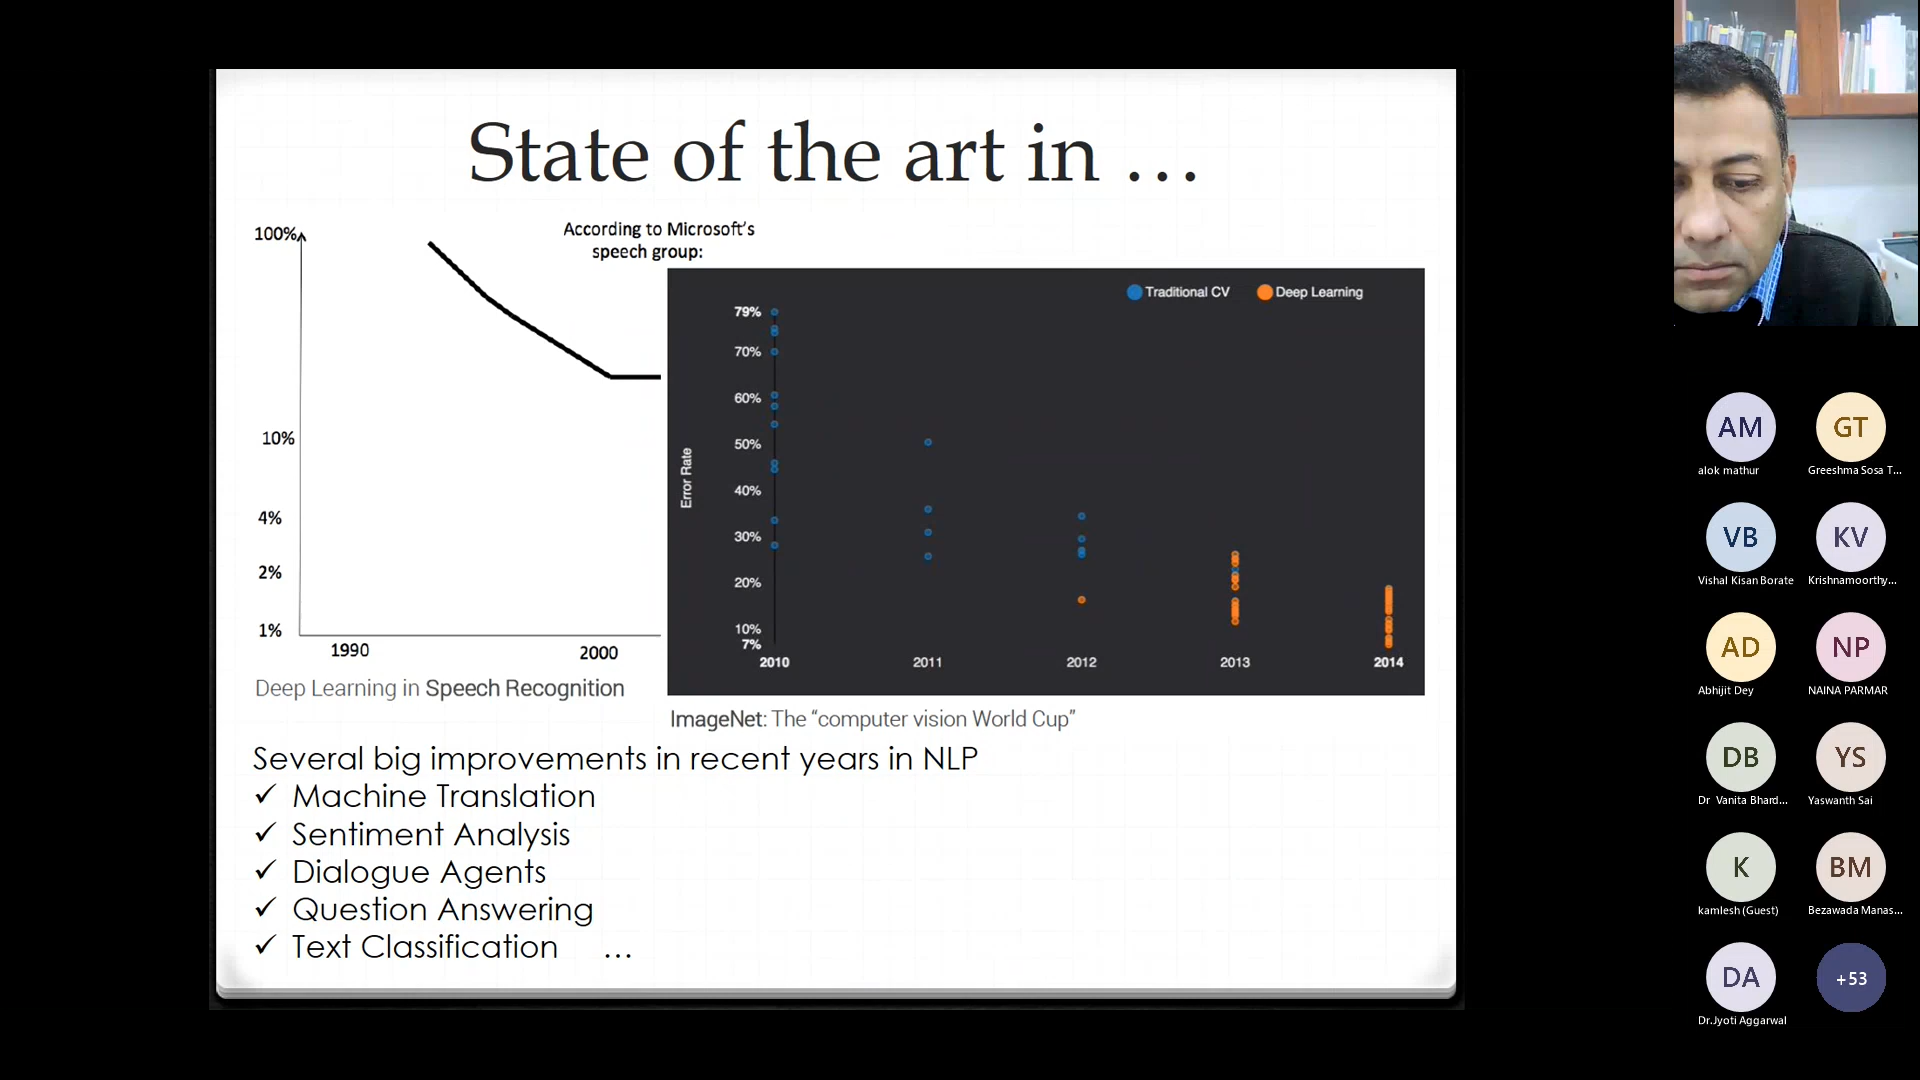 State of the art in …
According to Microsoft's
speech group:
100%
10%
4%
2%
1%
1990
2000
Deep Learning in Speech Recognition
Traditional CV
Deep Learning
Error Rate
79%
70%
60%
50%
40%
30%
20%
10%
7%
2010
2011
2012
2013
2014
ImageNet: The “computer vision World Cup”
Several big improvements in recent years in NLP
✓ Machine Translation
✓ Sentiment Analysis
✓ Dialogue Agents
✓ Question Answering
✓ Text Classification …
AM
alok mathur
GT
Greeshma Sosa T...
VB
Vishal Kisan Borate
KV
Krishnamoorthy...
AD
Abhijit Dey
NP
NAINA PARMAR
DB
Dr Vanita Bhard...
YS
Yaswanth Sai
K
kamlesh (Guest)
BM
Bezawada Manas...
DA
Dr.Jyoti Aggarwal
+53